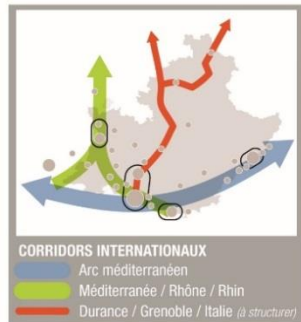 CORRIDORS INTERNATIONAUX
Arc méditerranéen
Méditerranée / Rhône / Rhin
Durance / Grenoble / Italie (à structurer)